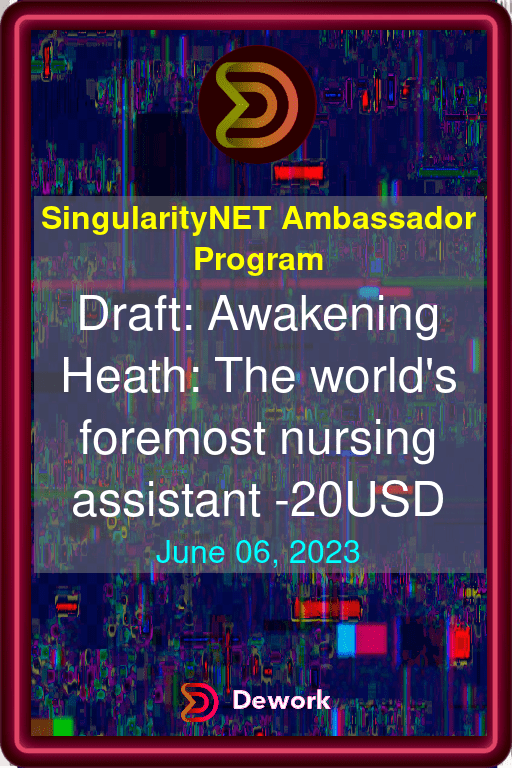 SingularityNET Ambassador
Program
Draft: Awakening
Heath: The world's
foremost nursing
assistant -20USD
June 06, 2023
Dework